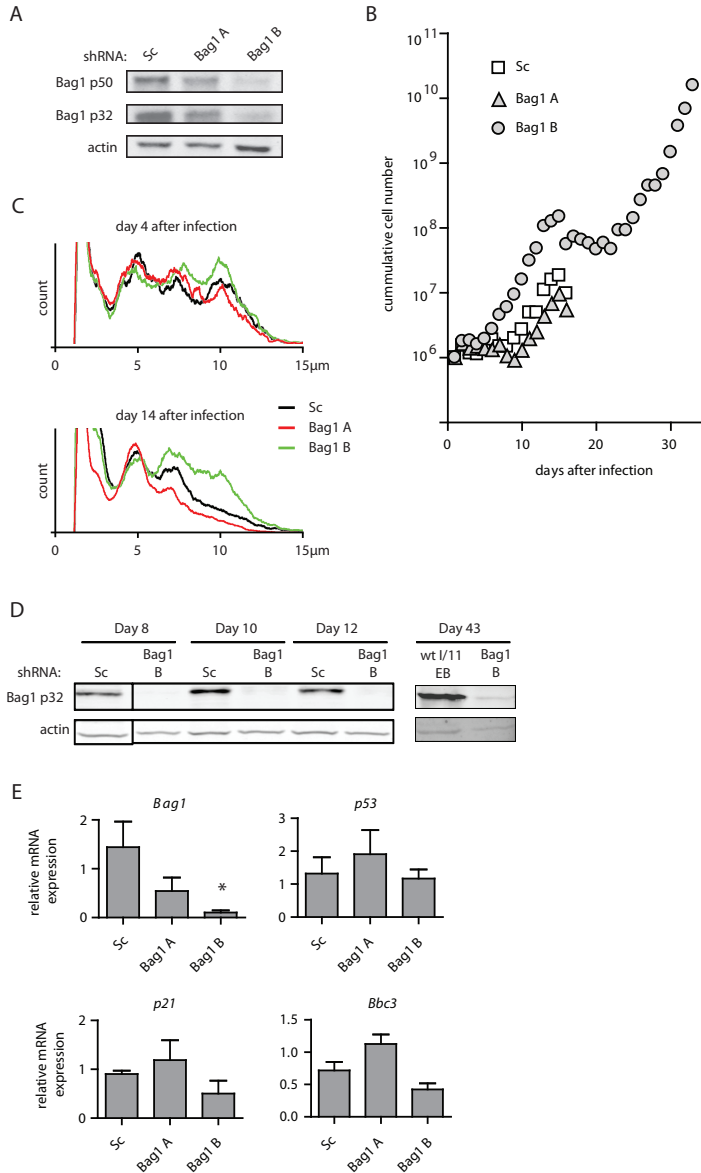 A
shRNA:
Sc
Bag1 A
Bag1 B
Bag1 p50
Bag1 p32
actin
B
10^11
10^10
10^9
10^8
10^7
10^6
cummulative cell number
0
10
20
30
days after infection
Sc
Bag1 A
Bag1 B
C
day 4 after infection
count
0
5
10
15μm
day 14 after infection
count
0
5
10
15μm
Sc
Bag1 A
Bag1 B
D
Day 8
Day 10
Day 12
Day 43
shRNA:
Sc
Bag1
B
Sc
Bag1
B
Sc
Bag1
B
wt I/11
EB
Bag1
B
Bag1 p32
actin
E
Bag1
relative mRNA
expression
2
1
0
*
Sc
Bag1 A
Bag1 B
p53
3
2
1
0
Sc
Bag1 A
Bag1 B
p21
relative mRNA
expression
2
1
0
Sc
Bag1 A
Bag1 B
Bbc3
1.5
1.0
0.5
0.0
Sc
Bag1 A
Bag1 B